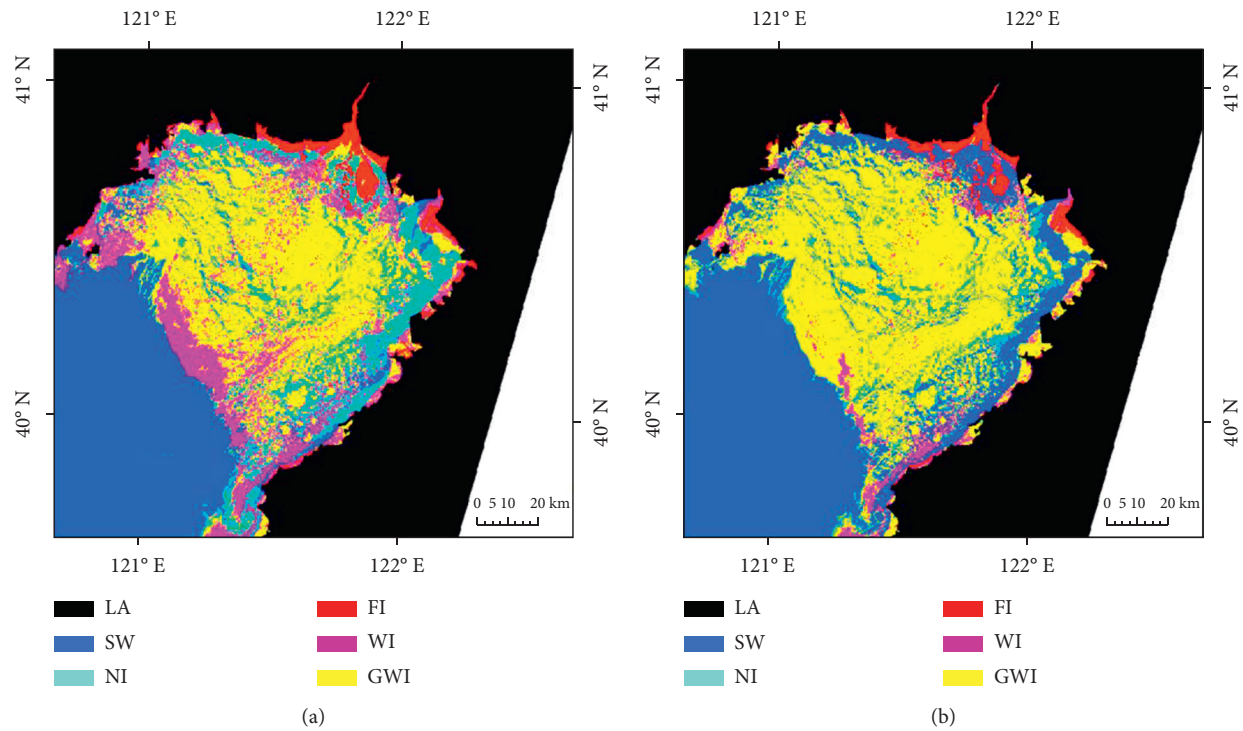 121° E 122° E 121° E 122° E
41° N 41° N 41° N 41° N
40° N 40° N 40° N 40° N
0 5 10 20 km 0 5 10 20 km
121° E 122° E 121° E 122° E
LA FI LA FI
SW WI SW WI
NI GWI NI GWI
(a) (b)